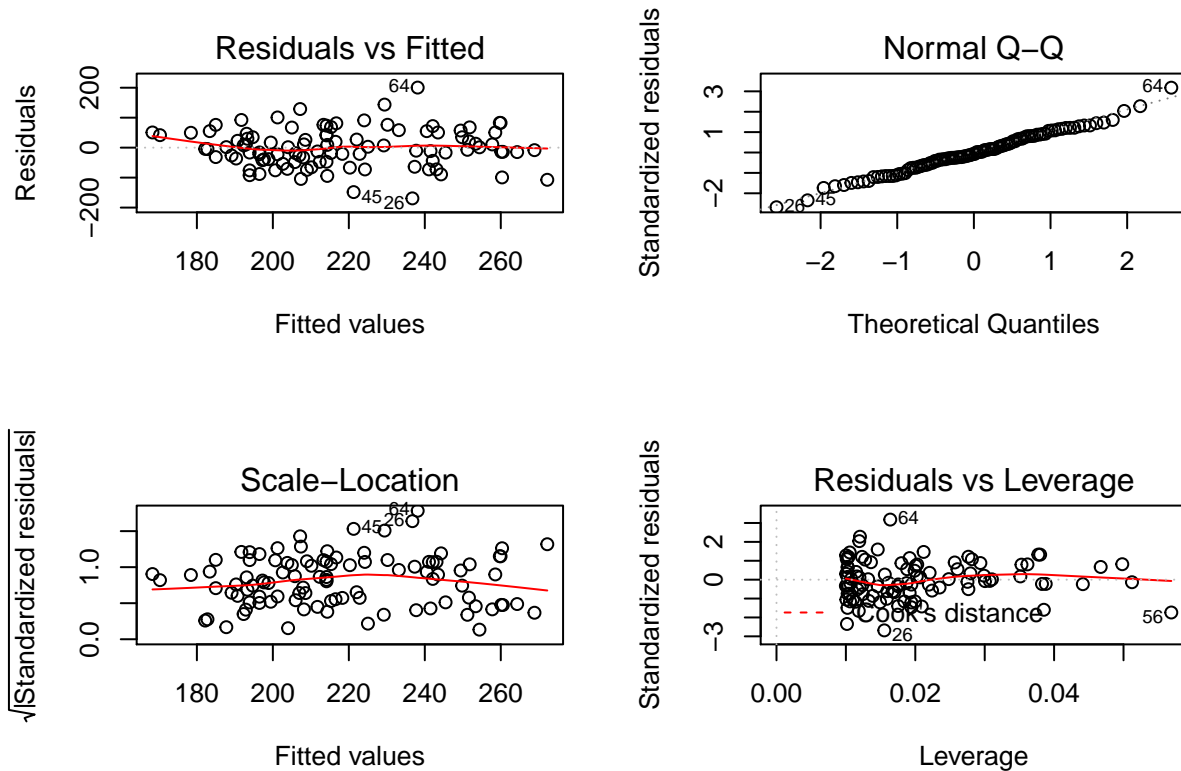 Residuals vs Fitted
Residuals
−200 0 200
180 200 220 240 260
Fitted values
64
45
26
Normal Q−Q
Standardized residuals
−2 1 3
−2 −1 0 1 2
Theoretical Quantiles
64
26
45
Scale−Location
√|Standardized residuals|
0.0 1.0
180 200 220 240 260
Fitted values
64
45
26
Residuals vs Leverage
Standardized residuals
−3 0 2
0.00 0.02 0.04
Leverage
Cook's distance
64
26
56